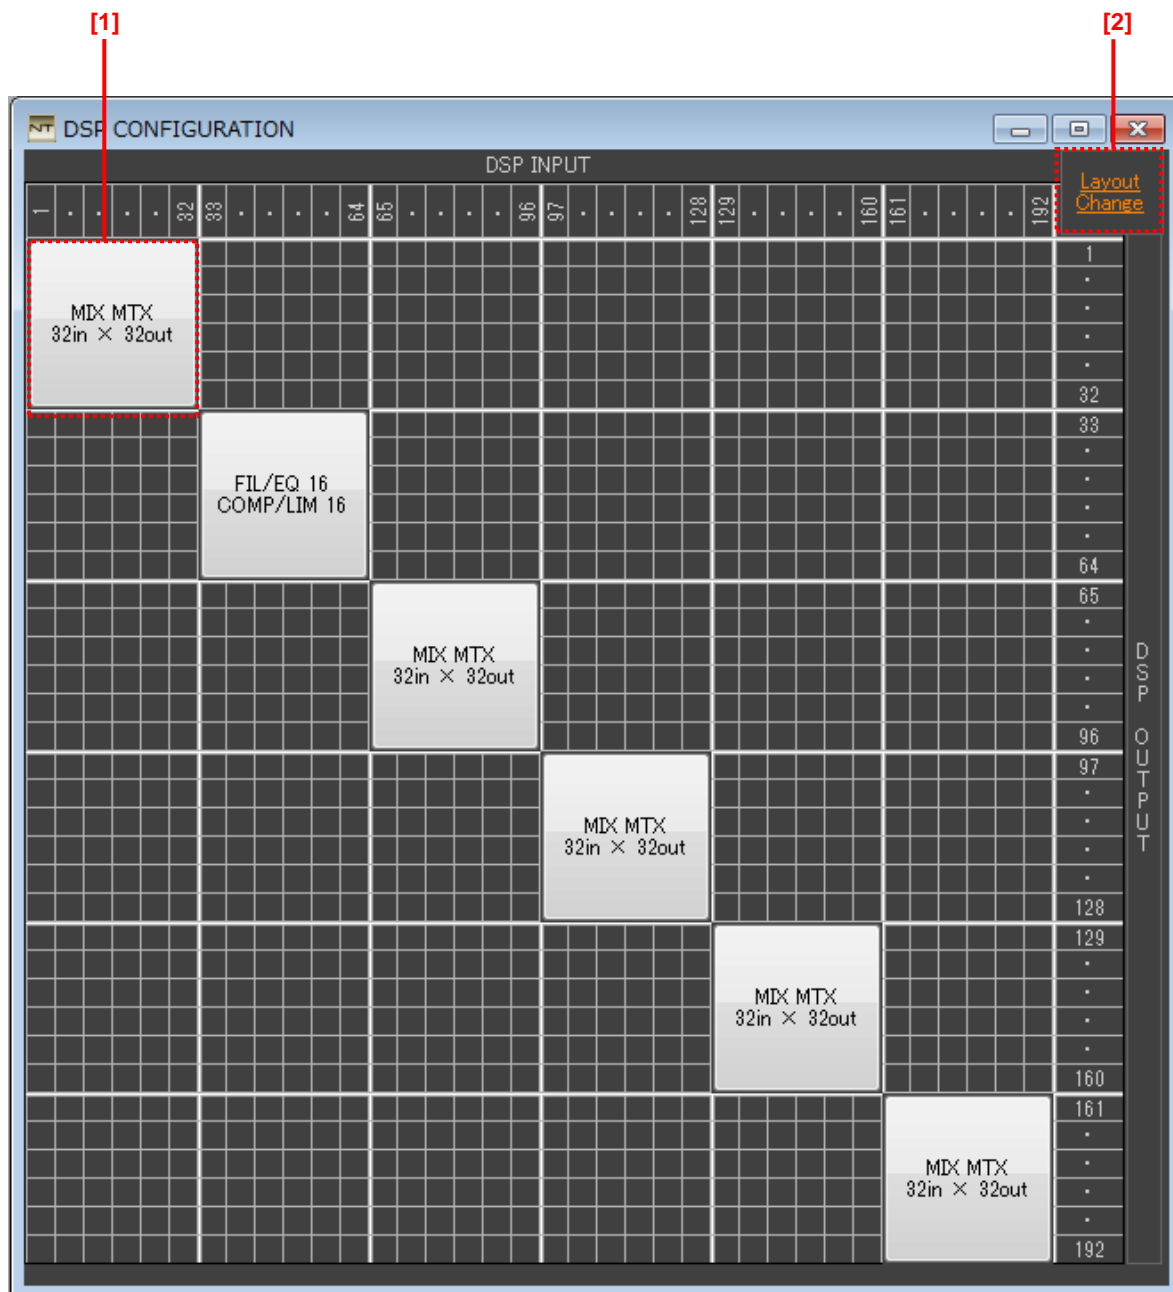 [1]
[2]
NT DSP CONFIGURATION
DSP INPUT
Layout
Change
1 · · · · 32 33 · · · · 64 65 · · · · 96 97 · · · · 128 129 · · · · 160 161 · · · · 192
1
·
·
·
·
32
MIX MTX
32in × 32out
33
·
·
·
·
64
FIL/EQ 16
COMP/LIM 16
65
·
·
·
·
96
MIX MTX
32in × 32out
97
·
·
·
·
128
MIX MTX
32in × 32out
129
·
·
·
·
160
MIX MTX
32in × 32out
161
·
·
·
·
192
MIX MTX
32in × 32out
DSP OUTPUT